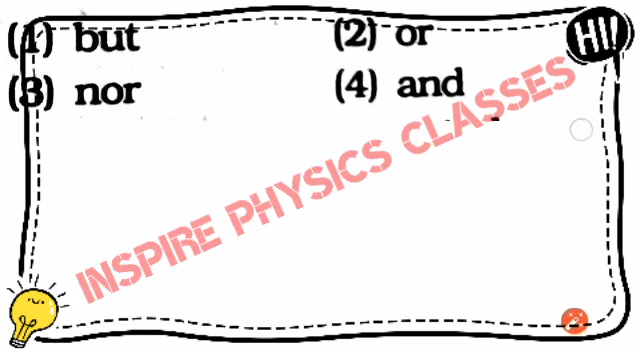 (1) but (2) or
(3) nor (4) and
HI!
INSPIRE PHYSICS CLASSES